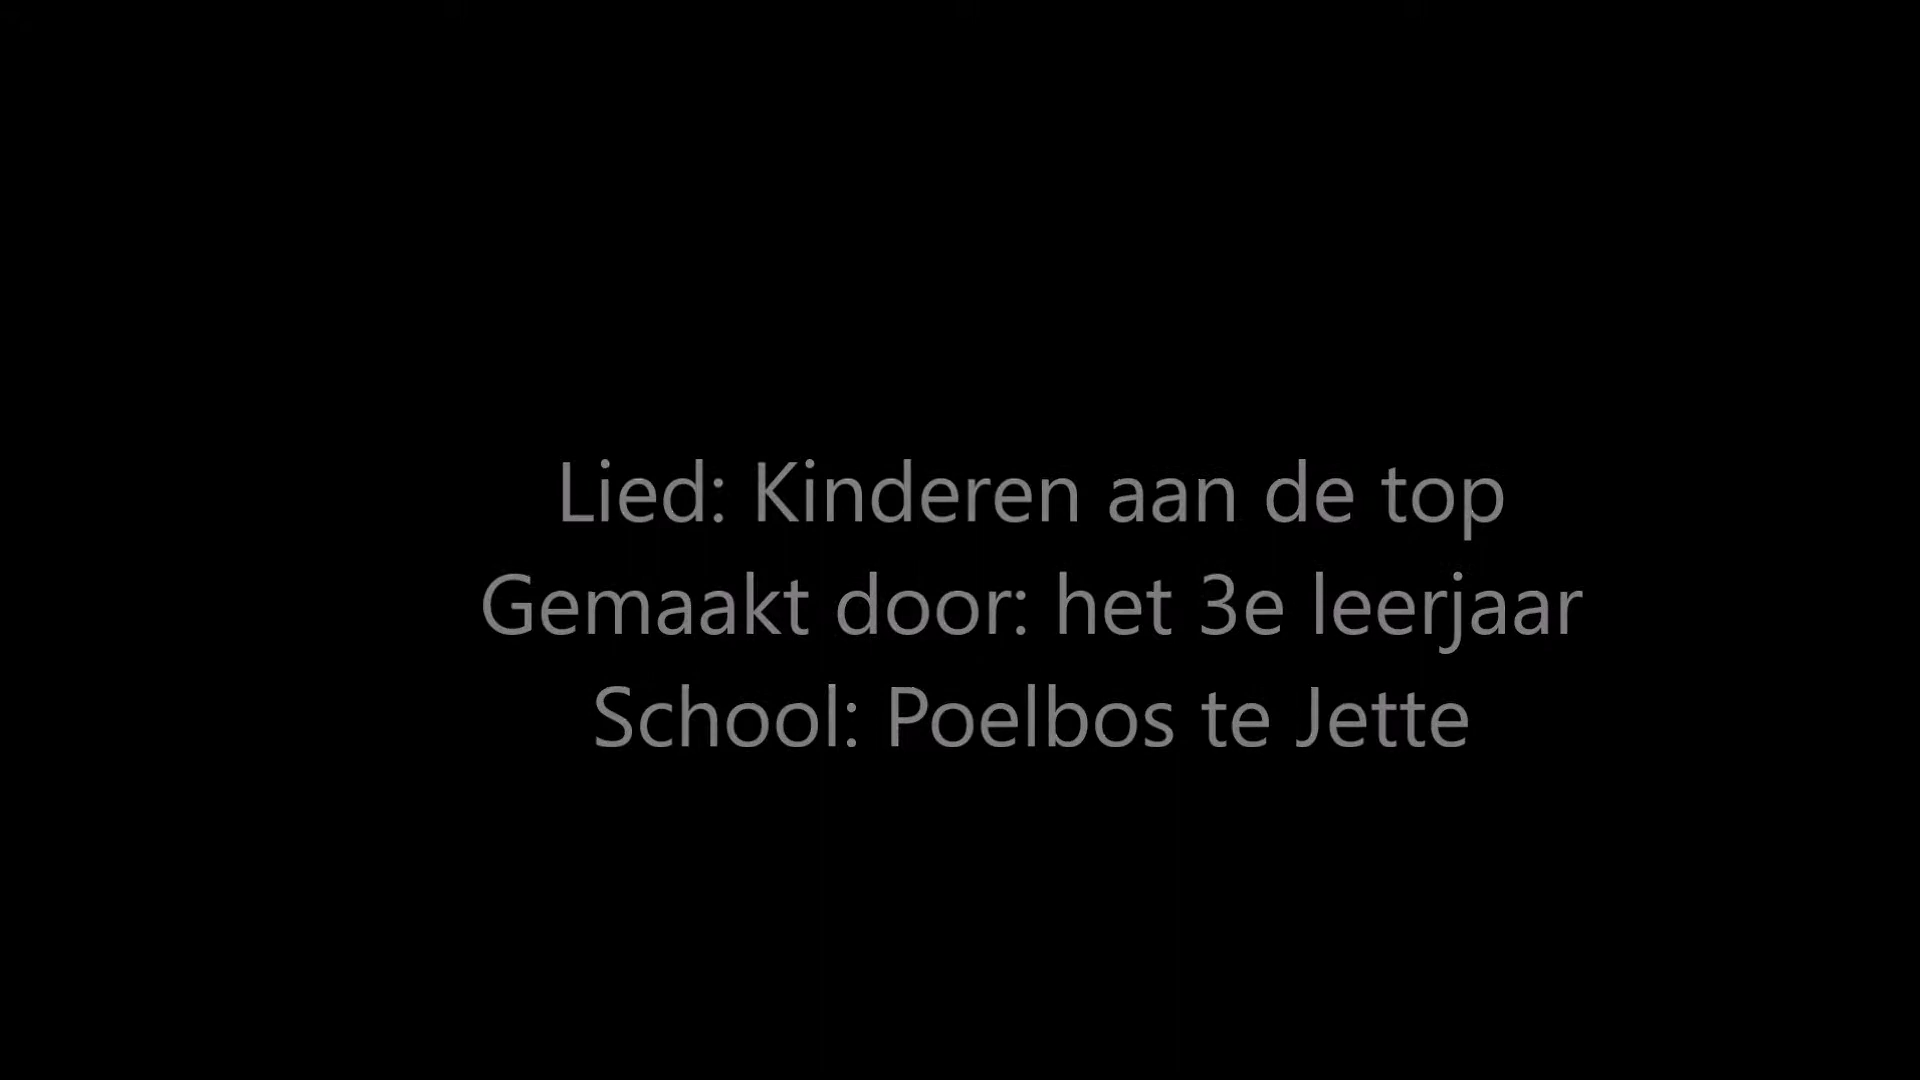 Lied: Kinderen aan de top
Gemaakt door: het 3e leerjaar
School: Poelbos te Jette